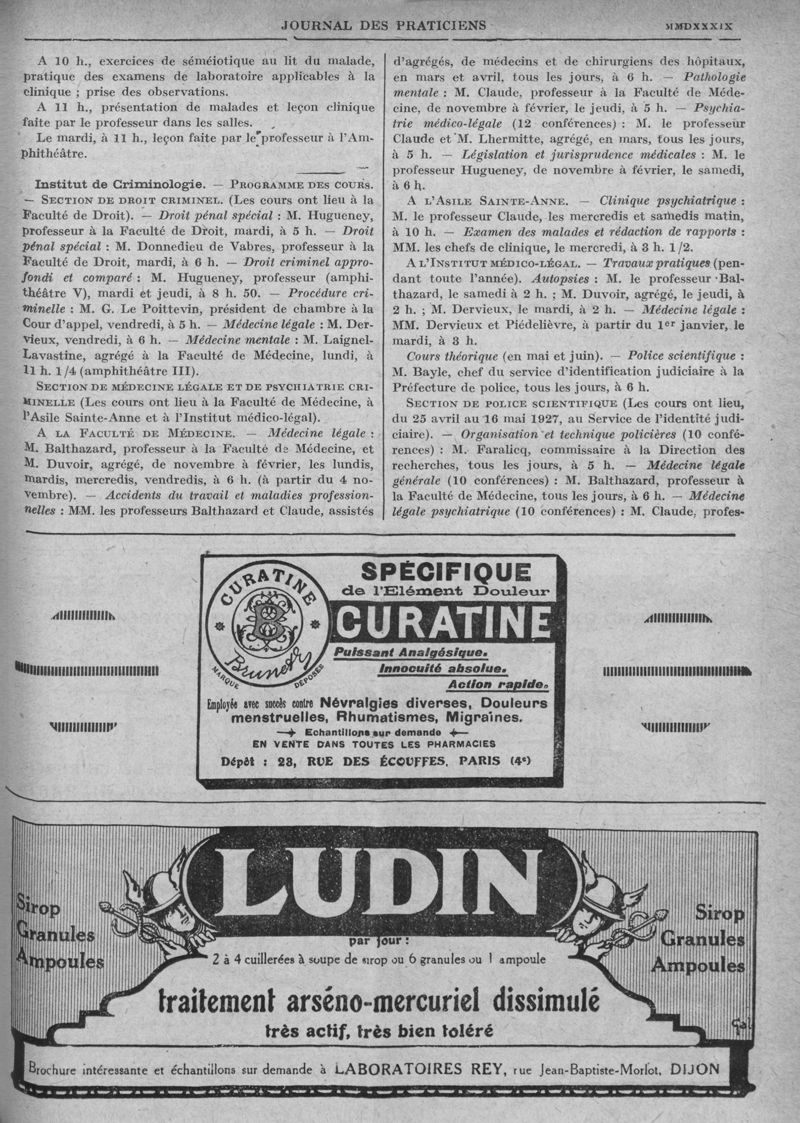 JOURNAL DES PRATICIENS
MMDXXXIX
A 10 h., exercices de séméiotique au lit du malade,
pratique des examens de laboratoire applicables à la
clinique ; prise des observations.
A 11 h., présentation de malades et leçon clinique
faite par le professeur dans les salles.
Le mardi, à 11 h., leçon faite par le professeur à l'Am-
phithéâtre.
Institut de Criminologie. — PROGRAMME DES COURS.
— SECTION DE DROIT CRIMINEL. (Les cours ont lieu à la
Faculté de Droit). — Droit pénal spécial : M. Hugueney,
professeur à la Faculté de Droit, mardi, à 5 h. — Droit
pénal spécial : M. Donnedieu de Vabres, professeur à la
Faculté de Droit, mardi, à 6 h. — Droit criminel appro-
fondi et comparé : M. Hugueney, professeur (amphi-
théâtre V), mardi et jeudi, à 8 h. 50. — Procédure cri-
minelle : M. G. Le Poittevin, président de chambre à la
Cour d'appel, vendredi, à 5 h. — Médecine légale : M. Der-
vieux, vendredi, à 6 h. — Médecine mentale : M. Laignel-
Lavastine, agrégé à la Faculté de Médecine, lundi, à
11 h. 1/4 (amphithéâtre III).
SECTION DE MÉDECINE LÉGALE ET DE PSYCHIATRIE CRI-
MINELLE (Les cours ont lieu à la Faculté de Médecine, à
l'Asile Sainte-Anne et à l'Institut médico-légal).
A LA FACULTÉ DE MÉDECINE. — Médecine légale :
M. Balthazard, professeur à la Faculté de Médecine, et
M. Duvoir, agrégé, de novembre à février, les lundis,
mardis, mercredis, vendredis, à 6 h. (à partir du 4 no-
vembre). — Accidents du travail et maladies profession-
nelles : MM. les professeurs Balthazard et Claude, assistés
d'agrégés, de médecins et de chirurgiens des hôpitaux,
en mars et avril, tous les jours, à 6 h. — Pathologie
mentale : M. Claude, professeur à la Faculté de Méde-
cine, de novembre à février, le jeudi, à 5 h. — Psychia-
trie médico-légale (12 conférences) : M. le professeur
Claude et M. Lhermitte, agrégé, en mars, tous les jours,
à 5 h. — Législation et jurisprudence médicales : M. le
professeur Hugueney, de novembre à février, le samedi,
à 6 h.
A L'ASILE SAINTE-ANNE. — Clinique psychiatrique :
M. le professeur Claude, les mercredis et samedis matin,
à 10 h. — Examen des malades et rédaction de rapports :
MM. les chefs de clinique, le mercredi, à 3 h. 1/2.
A L'INSTITUT MÉDICO-LÉGAL. — Travaux pratiques (pen-
dant toute l'année). Autopsies : M. le professeur Bal-
thazard, le samedi à 2 h. ; M. Duvoir, agrégé, le jeudi, à
2 h. ; M. Dervieux, le mardi, à 2 h. — Médecine légale :
MM. Dervieux et Piédelièvre, à partir du 1er janvier, le
mardi, à 3 h.
Cours théorique (en mai et juin). — Police scientifique :
M. Bayle, chef du service d'identification judiciaire à la
Préfecture de police, tous les jours, à 6 h.
SECTION DE POLICE SCIENTIFIQUE (Les cours ont lieu,
du 25 avril au 16 mai 1927, au Service de l'identité judi-
ciaire). — Organisation et technique policières (10 confé-
rences) : M. Faralicq, commissaire à la Direction des
recherches, tous les jours, à 5 h. — Médecine légale
générale (10 conférences) : M. Balthazard, professeur à
la Faculté de Médecine, tous les jours, à 6 h. — Médecine
légale psychiatrique (10 conférences) : M. Claude, profes-
CURATINE
B
Brunet
MARQUE DÉPOSÉE
SPÉCIFIQUE
de l'Elément Douleur
CURATINE
Puissant Analgésique.
Innocuité absolue.
Action rapide.
Employée avec succès contre Névralgies diverses, Douleurs
menstruelles, Rhumatismes, Migraines.
Echantillons sur demande
EN VENTE DANS TOUTES LES PHARMACIES
Dépôt : 23, RUE DES ÉCOUFFES, PARIS (4e)
LUDIN
Sirop
Granules
Ampoules
Sirop
Granules
Ampoules
par jour :
2 à 4 cuillerées à soupe de sirop ou 6 granules ou 1 ampoule
traitement arséno-mercuriel dissimulé
très actif, très bien toléré
Brochure intéressante et échantillons sur demande à LABORATOIRES REY, rue Jean-Baptiste-Morlot, DIJON